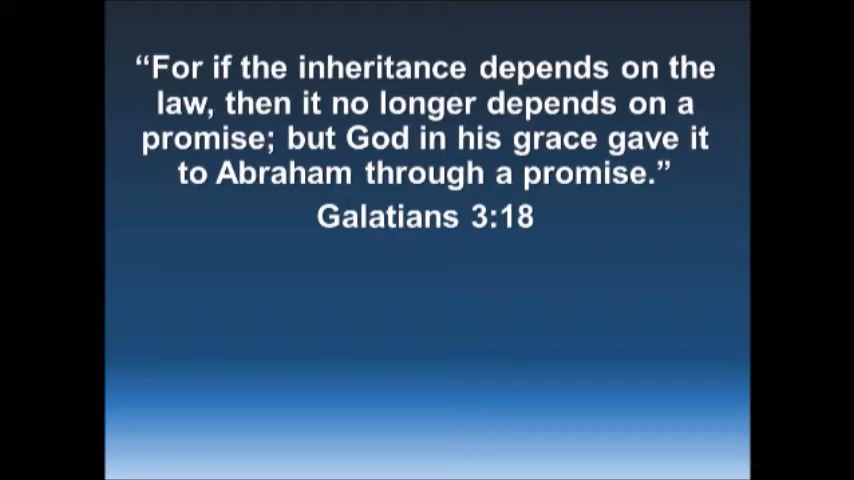 “For if the inheritance depends on the
law, then it no longer depends on a
promise; but God in his grace gave it
to Abraham through a promise.”
Galatians 3:18